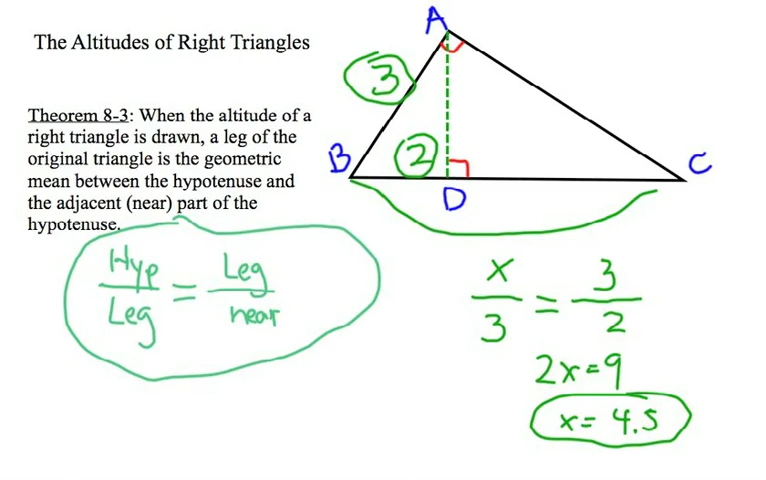 The Altitudes of Right Triangles
Theorem 8-3: When the altitude of a
right triangle is drawn, a leg of the
original triangle is the geometric
mean between the hypotenuse and
the adjacent (near) part of the
hypotenuse.
Hyp/Leg = Leg/near
A
3
B
2
C
D
x/3 = 3/2
2x=9
x= 4.5